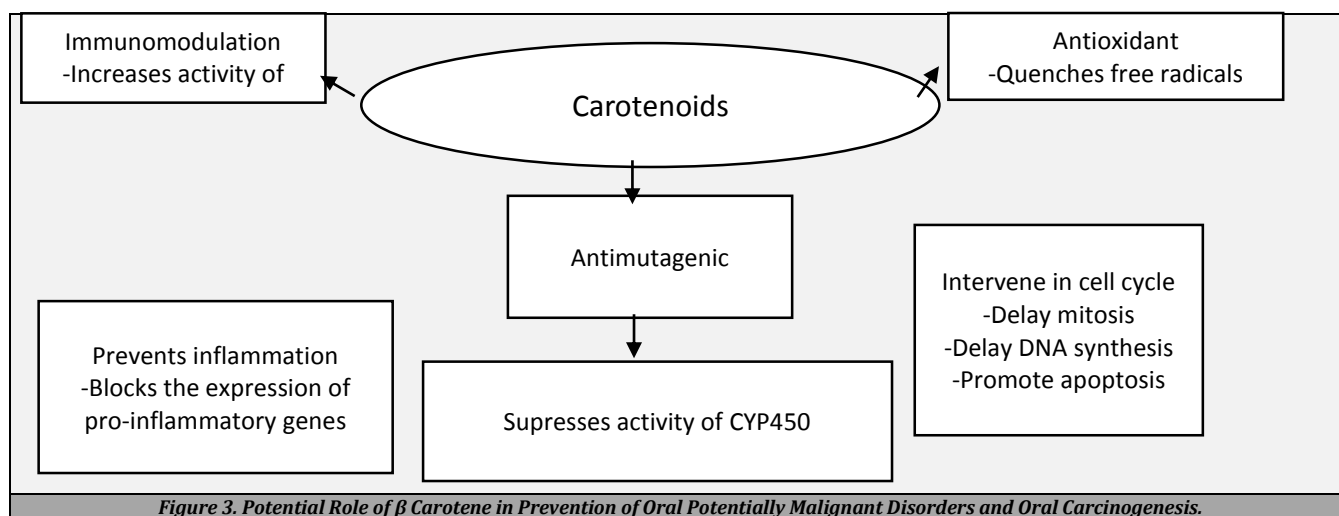 Immunomodulation
-Increases activity of
Antioxidant
-Quenches free radicals
Carotenoids
Antimutagenic
Intervene in cell cycle
-Delay mitosis
-Delay DNA synthesis
-Promote apoptosis
Prevents inflammation
-Blocks the expression of
pro-inflammatory genes
Supresses activity of CYP450
Figure 3. Potential Role of β Carotene in Prevention of Oral Potentially Malignant Disorders and Oral Carcinogenesis.